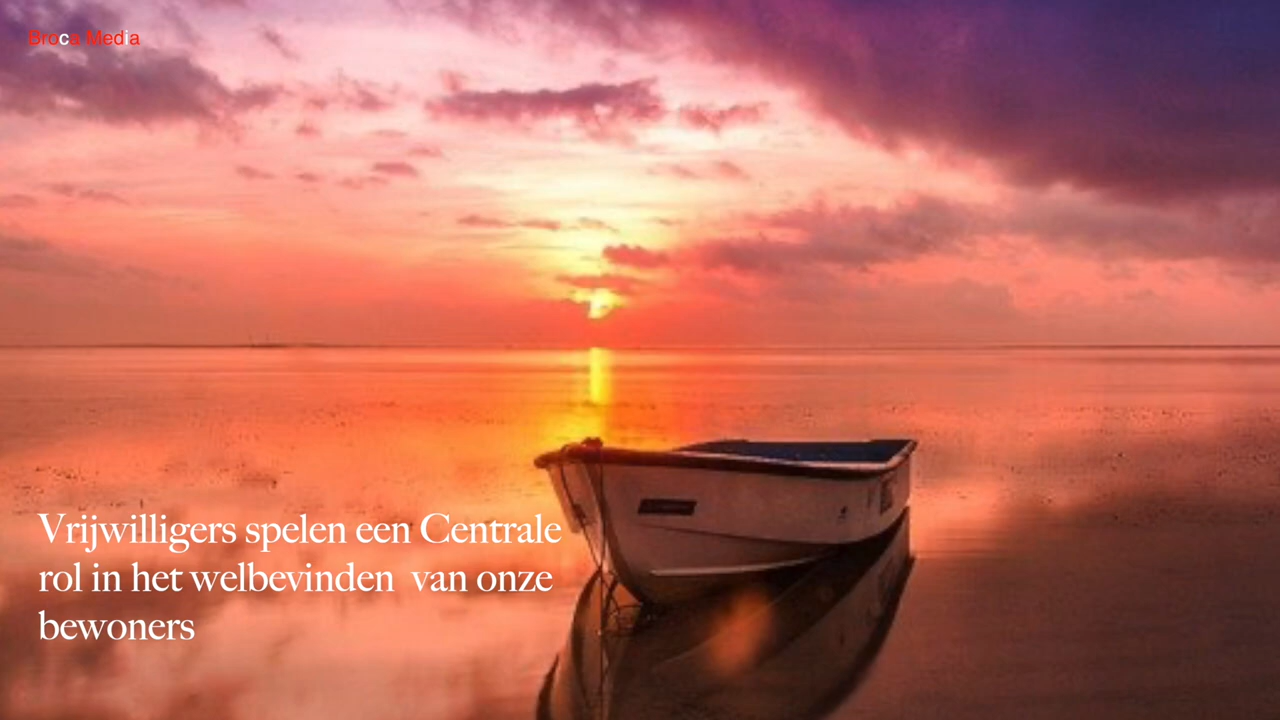 Broca Media
Vrijwilligers spelen een Centrale
rol in het welbevinden  van onze
bewoners